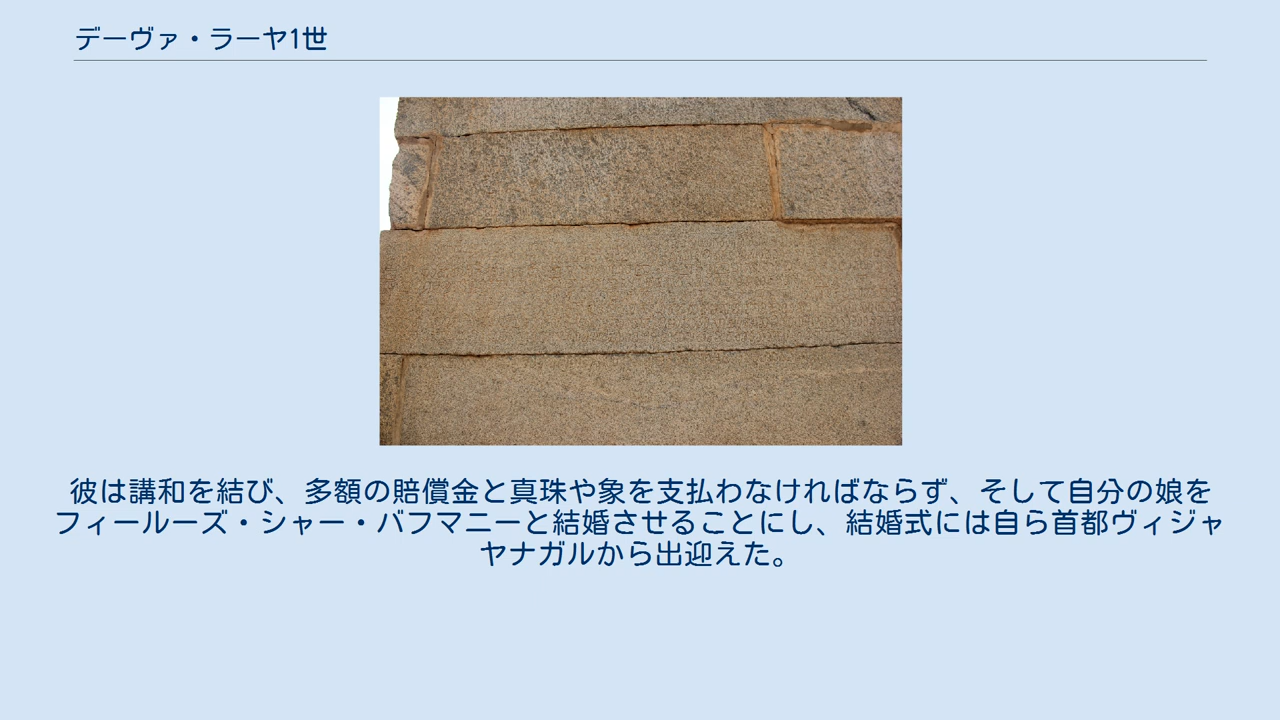 デーヴァ・ラーヤ1世
彼は講和を結び、多額の賠償金と真珠や象を支払わなければならず、そして自分の娘を
フィールーズ・シャー・バフマニーと結婚させることにし、結婚式には自ら首都ヴィジャ
ヤナガルから出迎えた。